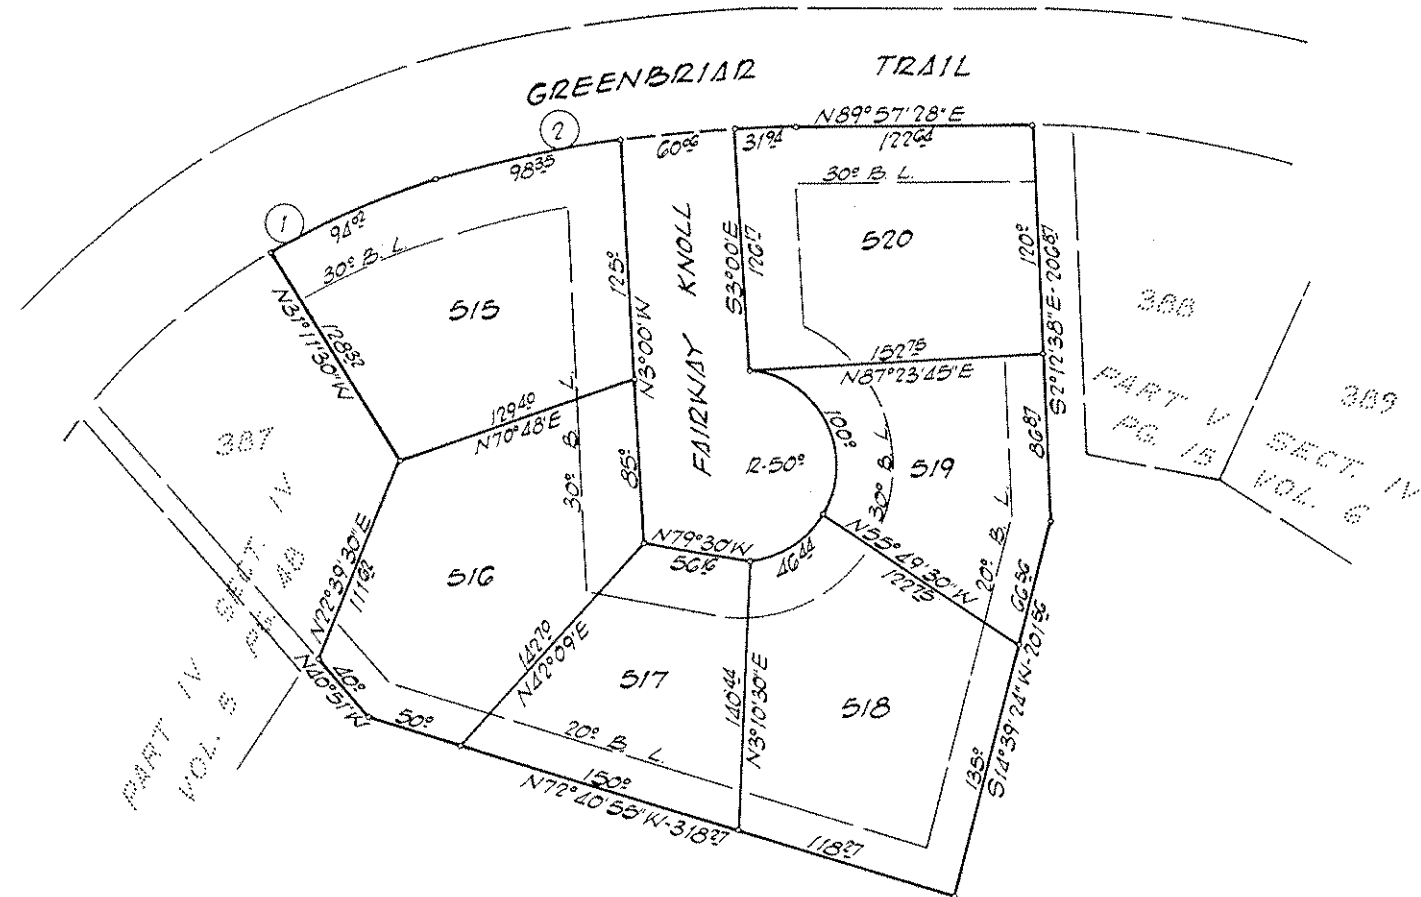 GREENBRIAR TRAIL
N89°57'28"E
122 64
31 94
60 06
2
98 35
1
94 02
30° B. L.
30° B. L.
N31°11'30"W
128 32
515
125°
N3°00'W
FAIRWAY KNOLL
S3°00'E
126 17
520
120°
S2°12'38"E-206 87
388
PART V
PG. 15
389
SECT. IV
VOL. 6
387
SECT. IV
PG. 48
PART IV
VOL. 5
129 40
N70°48'E
30° B. L.
85°
152 75
N87°23'45"E
100°
R-50°
30° B. L.
519
86 87
20° B. L.
N22°39'30"E
111 62
516
N79°30'W
56 16
46 44
N55°49'30"W
122 75
66 56
S14°39'24"W-201 56
40°
N40°51'W
50°
142 70
N42°09'E
517
140 44
N3°10'30"E
518
135°
20° B. L.
150°
N72°40'55"W-318 27
118 27